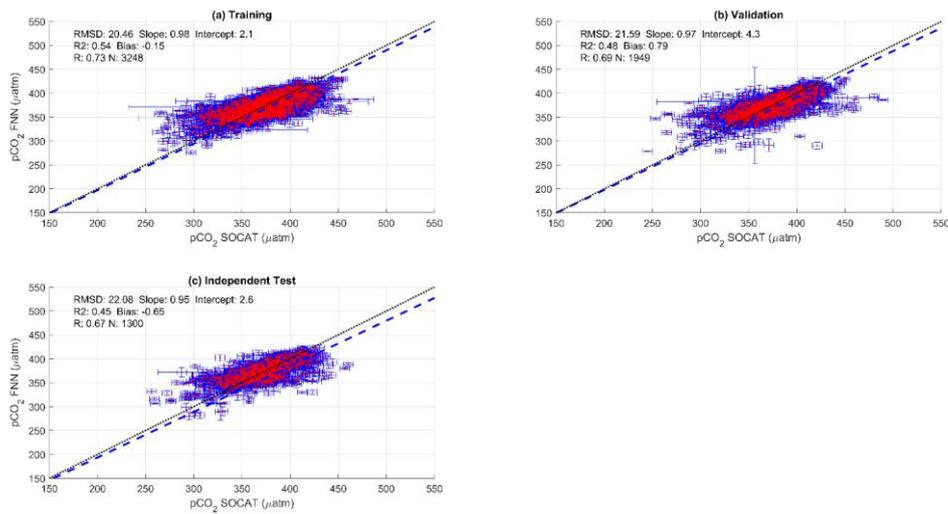 (a) Training
RMSD: 20.46 Slope: 0.98 Intercept: 2.1
R2: 0.54 Bias: -0.15
R: 0.73 N: 3248
550
500
450
400
350
300
250
200
150
pCO2 FNN (μatm)
150 200 250 300 350 400 450 500 550
pCO2 SOCAT (μatm)
(b) Validation
RMSD: 21.59 Slope: 0.97 Intercept: 4.3
R2: 0.48 Bias: 0.79
R: 0.69 N: 1949
550
500
450
400
350
300
250
200
150
pCO2 FNN (μatm)
150 200 250 300 350 400 450 500 550
pCO2 SOCAT (μatm)
(c) Independent Test
RMSD: 22.08 Slope: 0.95 Intercept: 2.6
R2: 0.45 Bias: -0.65
R: 0.67 N: 1300
550
500
450
400
350
300
250
200
150
pCO2 FNN (μatm)
150 200 250 300 350 400 450 500 550
pCO2 SOCAT (μatm)